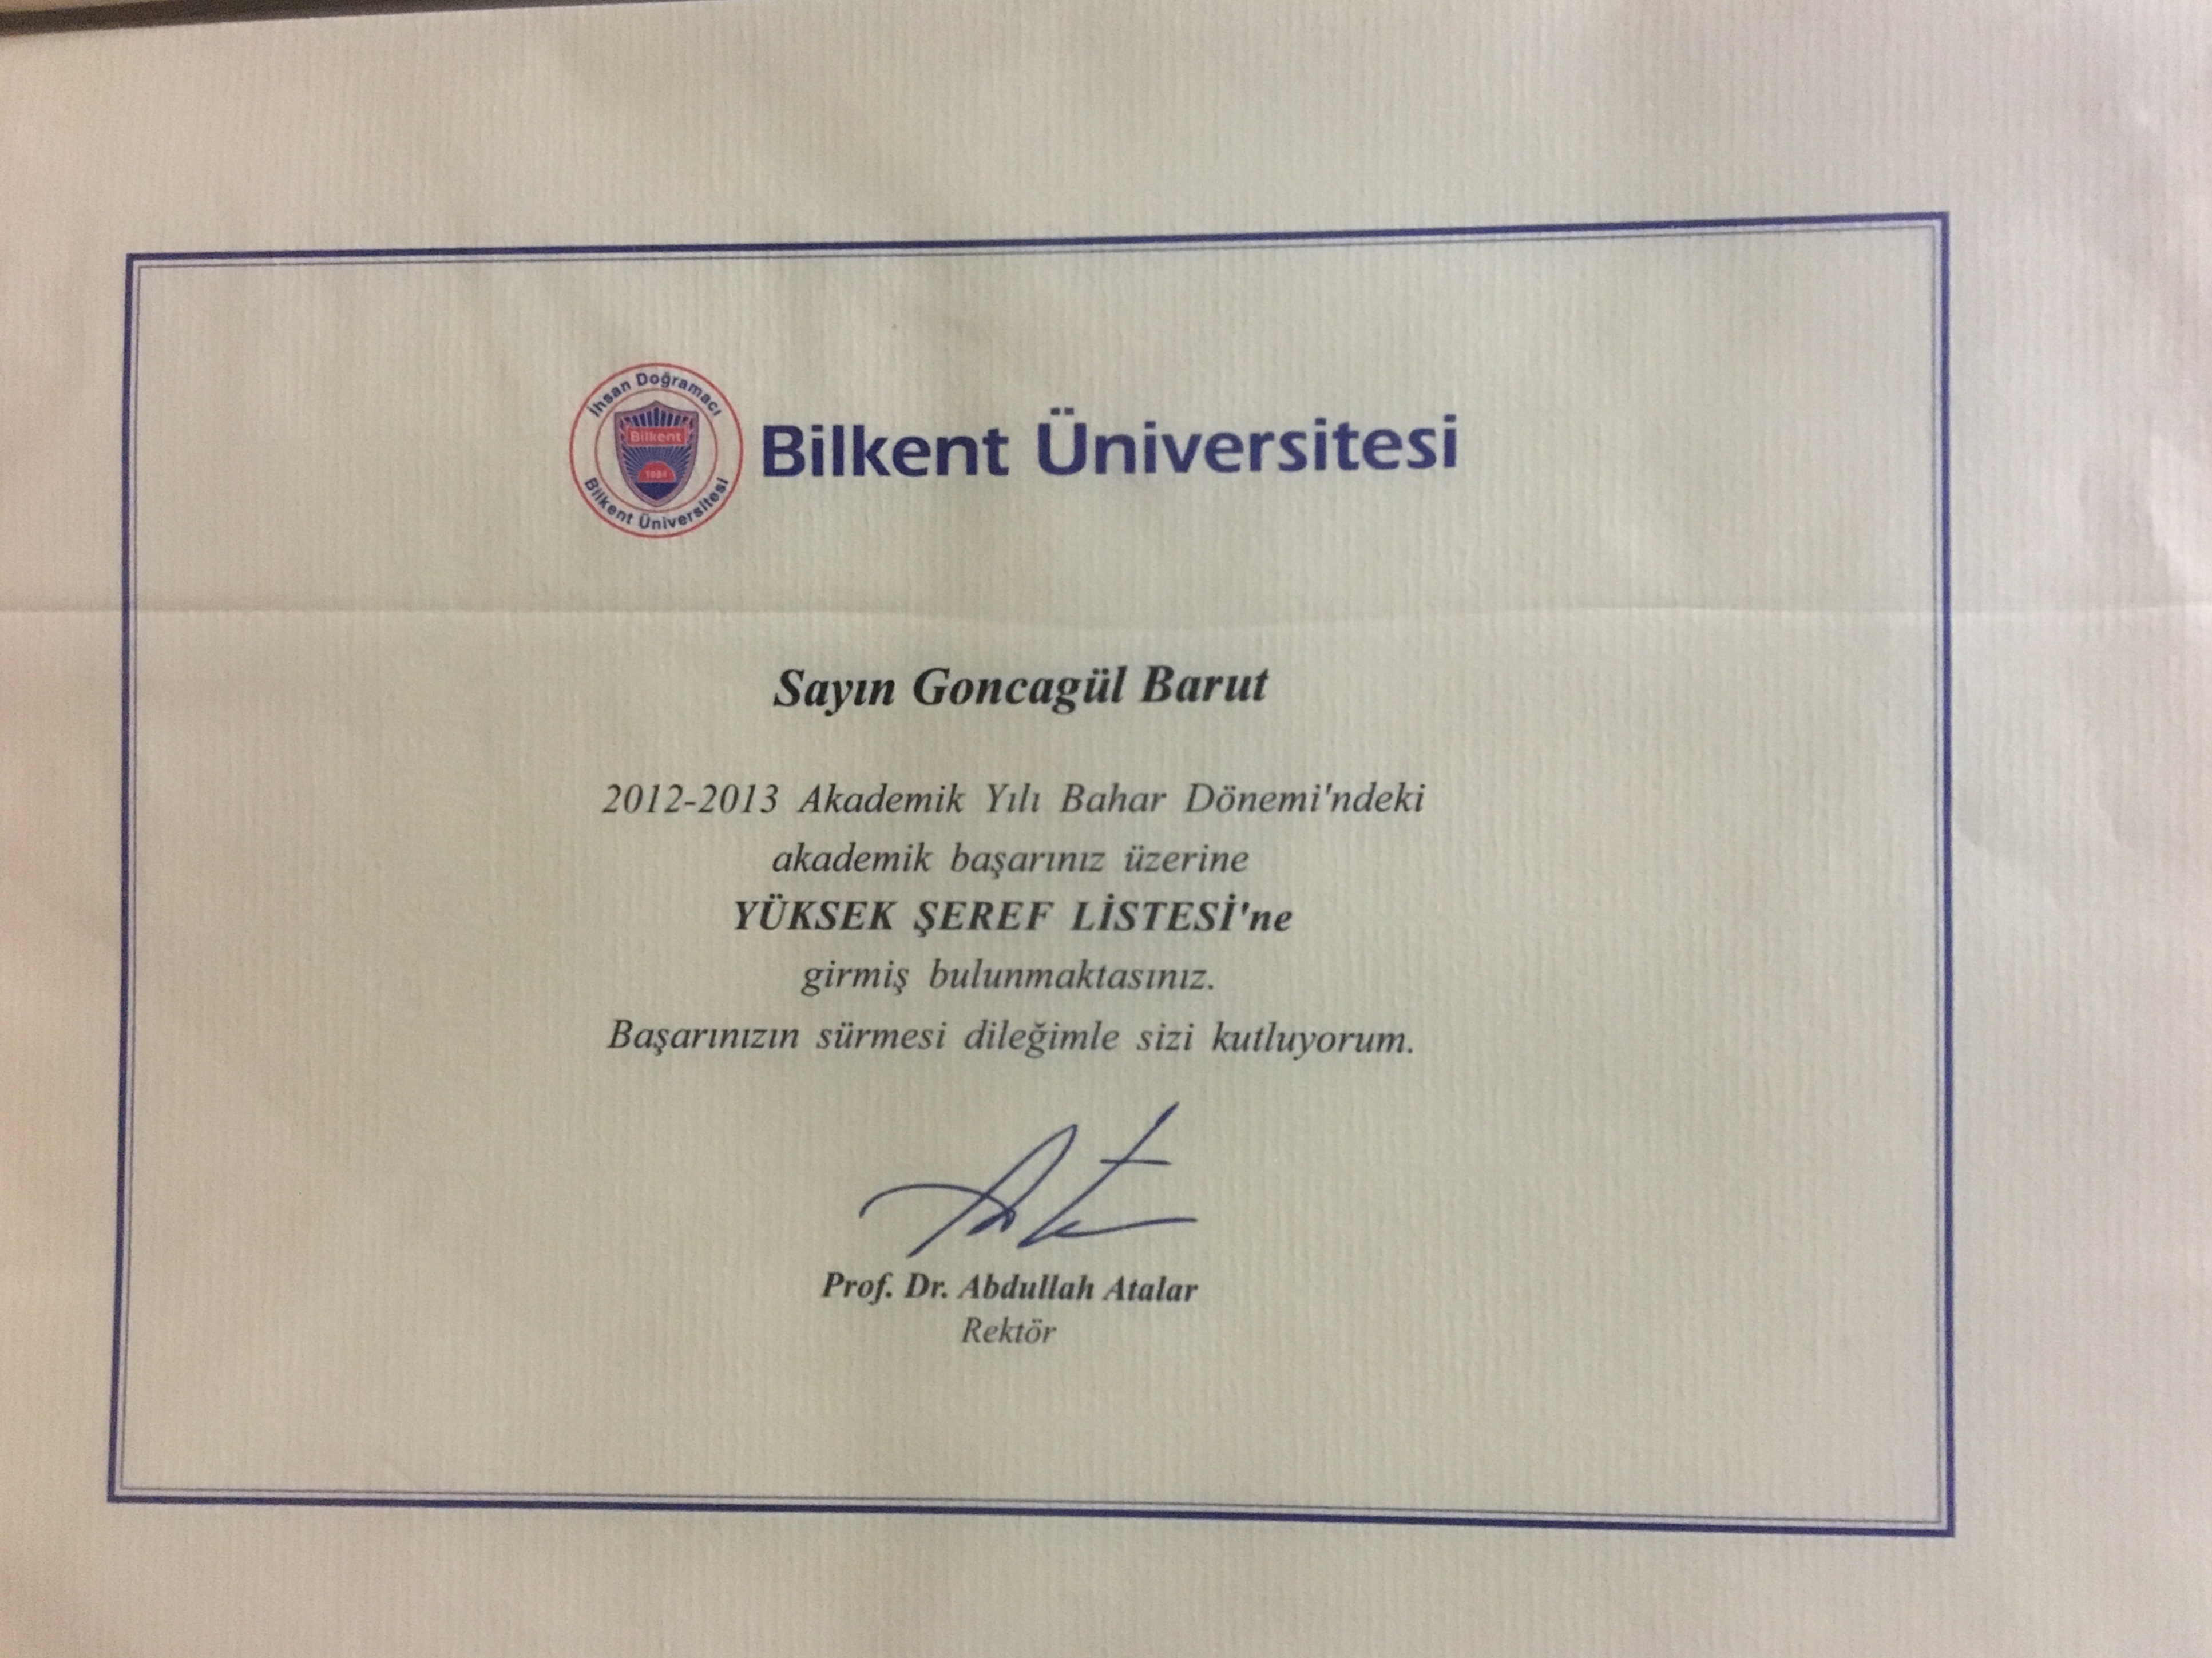 İhsan Doğramacı
Bilkent
1984
Bilkent Üniversitesi
Bilkent Üniversitesi
Sayın Goncagül Barut
2012-2013 Akademik Yılı Bahar Dönemi'ndeki
akademik başarınız üzerine
YÜKSEK ŞEREF LİSTESİ'ne
girmiş bulunmaktasınız.
Başarınızın sürmesi dileğimle sizi kutluyorum.
Prof. Dr. Abdullah Atalar
Rektör